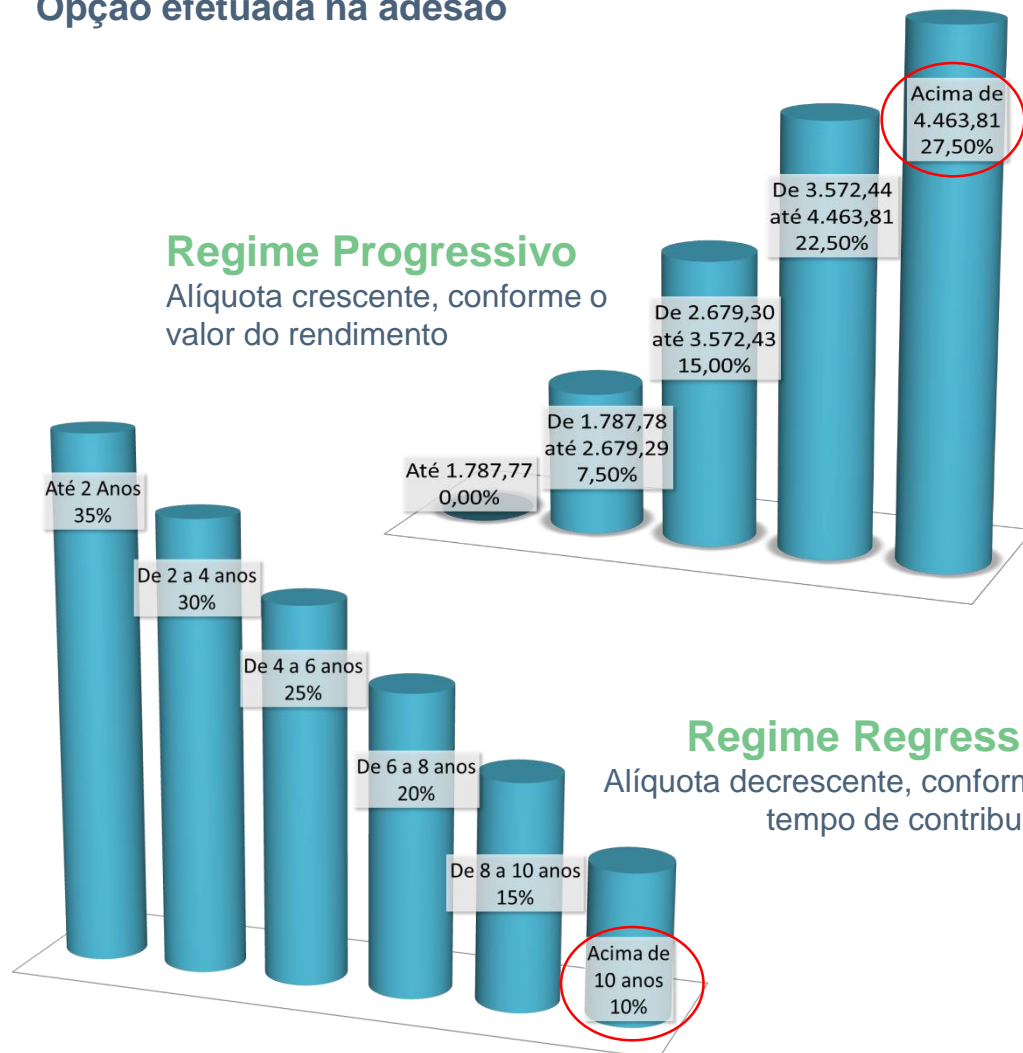 Opção efetuada na adesão
Regime Progressivo
Alíquota crescente, conforme o
valor do rendimento
Até 1.787,77
0,00%
De 1.787,78
até 2.679,29
7,50%
De 2.679,30
até 3.572,43
15,00%
De 3.572,44
até 4.463,81
22,50%
Acima de
4.463,81
27,50%
Até 2 Anos
35%
De 2 a 4 anos
30%
De 4 a 6 anos
25%
De 6 a 8 anos
20%
De 8 a 10 anos
15%
Acima de
10 anos
10%
Regime Regress
Alíquota decrescente, conform
tempo de contribu